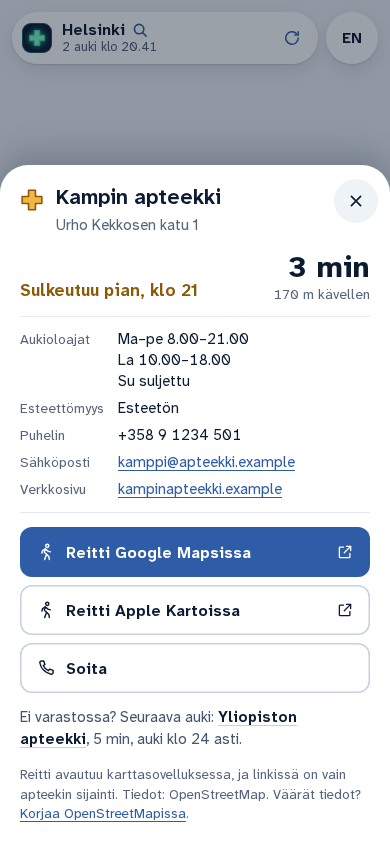 Helsinki
2 auki klo 20.41
EN
Kampin apteekki
Urho Kekkosen katu 1
Sulkeutuu pian, klo 21
3 min
170 m kävellen
Aukioloajat
Ma–pe 8.00–21.00
La 10.00–18.00
Su suljettu
Esteettömyys Esteetön
Puhelin +358 9 1234 501
Sähköposti kamppi@apteekki.example
Verkkosivu kampinapteekki.example
Reitti Google Mapsissa
Reitti Apple Kartoissa
Soita
Ei varastossa? Seuraava auki: Yliopiston
apteekki, 5 min, auki klo 24 asti.
Reitti avautuu karttasovelluksessa, ja linkissä on vain
apteekin sijainti. Tiedot: OpenStreetMap. Väärät tiedot?
Korjaa OpenStreetMapissa.